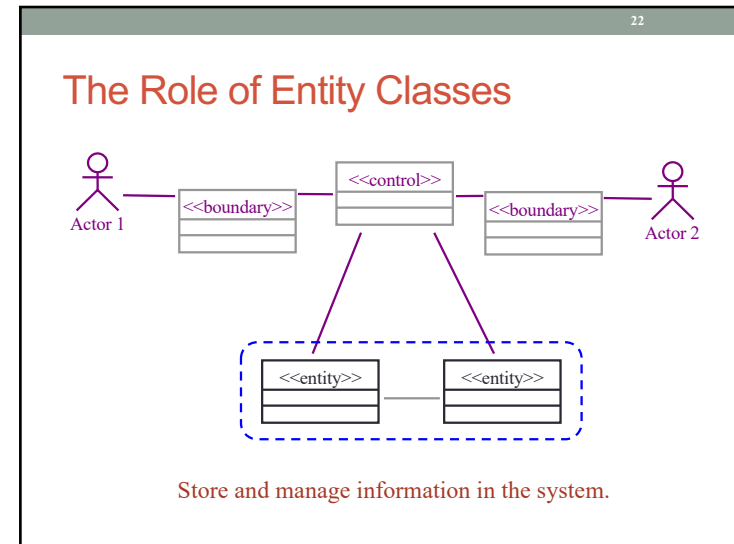 22
The Role of Entity Classes
<<control>>
<<boundary>>
<<boundary>>
Actor 1
Actor 2
<<entity>>
<<entity>>
Store and manage information in the system.